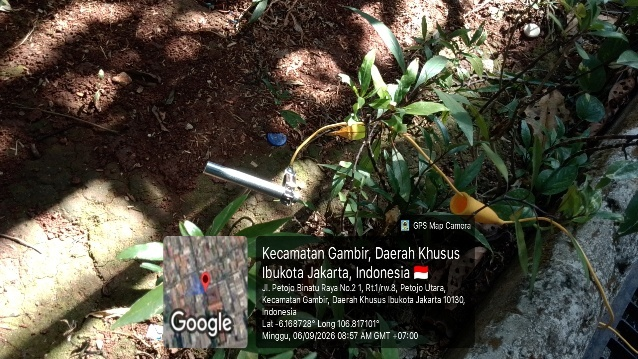 GPS Map Camera
Kecamatan Gambir, Daerah Khusus
Ibukota Jakarta, Indonesia 🇮🇩
Jl. Petojo Binatu Raya No.2 1, Rt.1/rw.8, Petojo Utara,
Kecamatan Gambir, Daerah Khusus Ibukota Jakarta 10130,
Indonesia
Lat -6.168728° Long 106.817101°
Minggu, 06/09/2026 08:57 AM GMT +07:00
Google